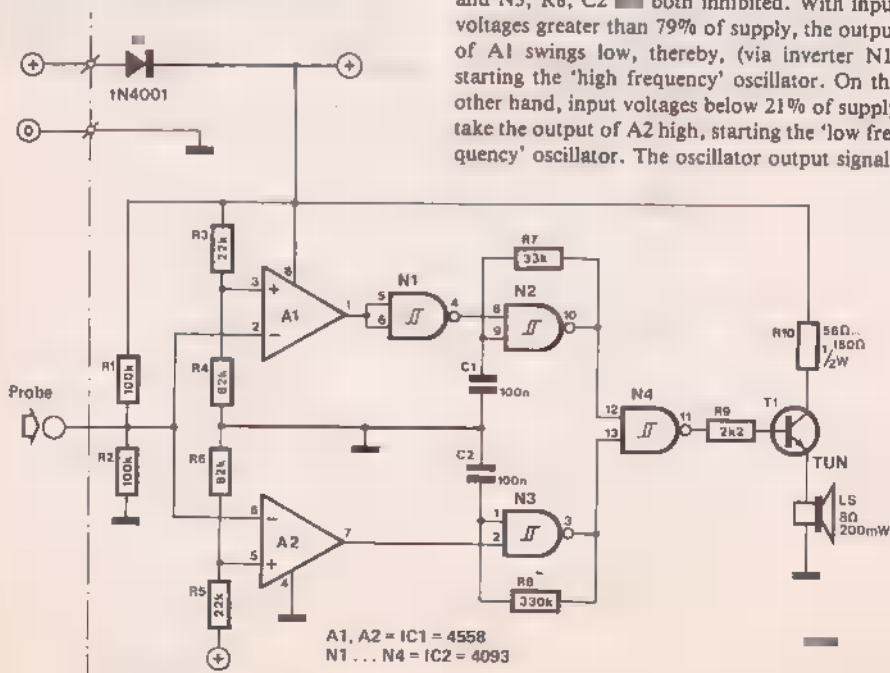 and N3, R8, C2 both inhibited. With input
voltages greater than 79% of supply, the output
of A1 swings low, thereby, (via inverter N1
starting the 'high frequency' oscillator. On th
other hand, input voltages below 21% of supply
take the output of A2 high, starting the 'low fre
quency' oscillator. The oscillator output signal
1N4001
R3
22k
3
2
A1
8
1
N1
5
6
4
R7
33k
N2
8
9
10
C1
100n
R10
56Ω...
180Ω
½W
R1
100k
R4
82k
Probe
R2
100k
R6
82k
C2
100n
N4
12
13
11
R9
2k2
T1
TUN
LS
8Ω
200mW
6
5
A2
7
4
N3
1
2
3
R8
330k
R5
22k
A1, A2 = IC1 = 4558
N1 ... N4 = IC2 = 4093